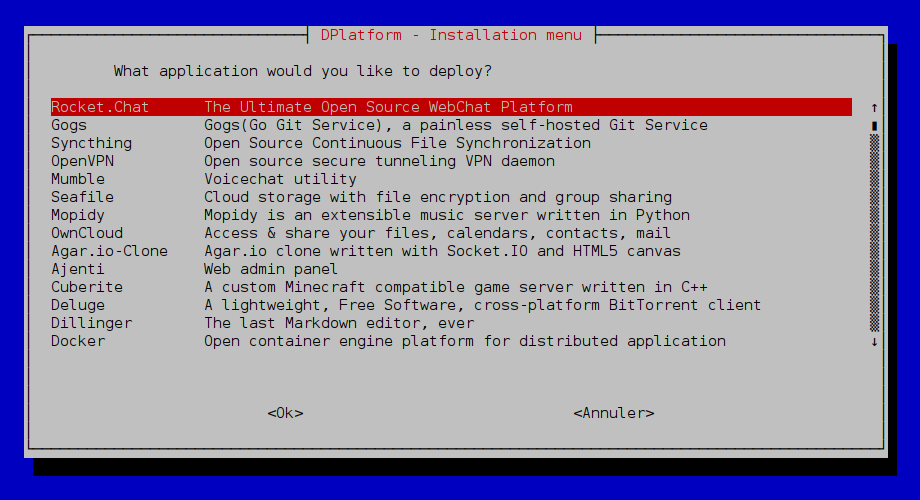 DPlatform - Installation menu
What application would you like to deploy?
Rocket.Chat The Ultimate Open Source WebChat Platform
Gogs Gogs(Go Git Service), a painless self-hosted Git Service
Syncthing Open Source Continuous File Synchronization
OpenVPN Open source secure tunneling VPN daemon
Mumble Voicechat utility
Seafile Cloud storage with file encryption and group sharing
Mopidy Mopidy is an extensible music server written in Python
OwnCloud Access & share your files, calendars, contacts, mail
Agar.io-Clone Agar.io clone written with Socket.IO and HTML5 canvas
Ajenti Web admin panel
Cuberite A custom Minecraft compatible game server written in C++
Deluge A lightweight, Free Software, cross-platform BitTorrent client
Dillinger The last Markdown editor, ever
Docker Open container engine platform for distributed application
<Ok> <Annuler>